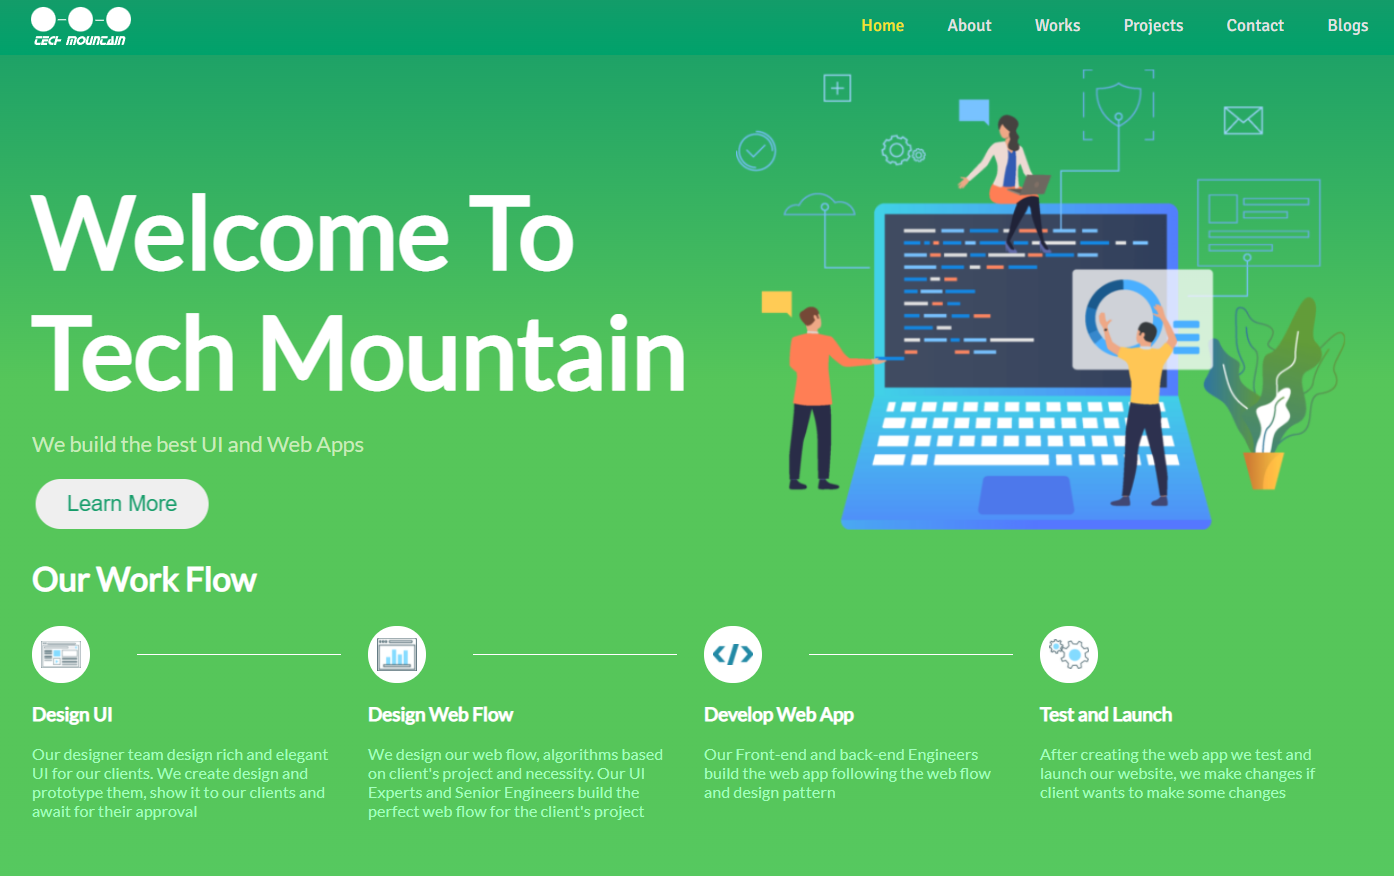 TECH MOUNTAIN
Home About Works Projects Contact Blogs
Welcome To
Tech Mountain
We build the best UI and Web Apps
Learn More
Our Work Flow
</>
Design UI
Our designer team design rich and elegant
UI for our clients. We create design and
prototype them, show it to our clients and
await for their approval
Design Web Flow
We design our web flow, algorithms based
on client's project and necessity. Our UI
Experts and Senior Engineers build the
perfect web flow for the client's project
Develop Web App
Our Front-end and back-end Engineers
build the web app following the web flow
and design pattern
Test and Launch
After creating the web app we test and
launch our website, we make changes if
client wants to make some changes